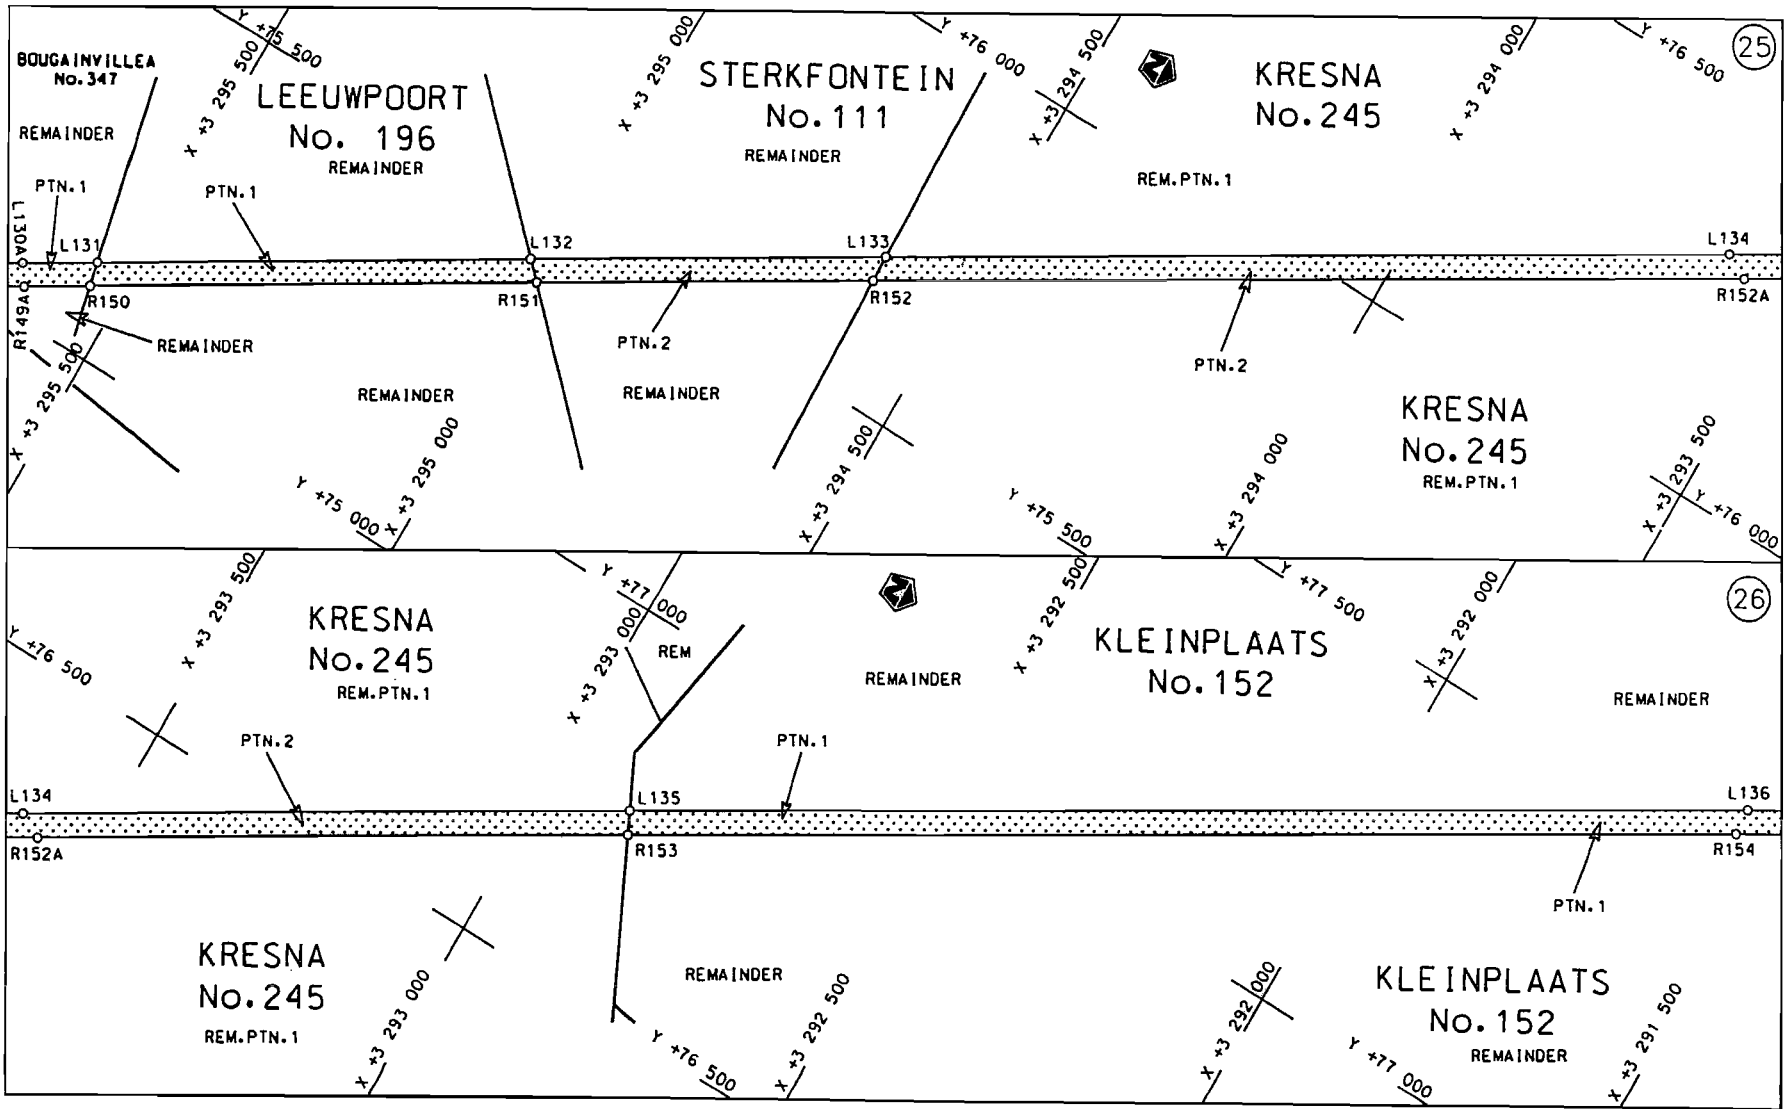 Y +75 500
X +3 295 500
X +3 295 000
Y +76 000
X +3 294 500
X +3 294 000
Y +76 500
25
BOUGAINVILLEA
No.347
REMAINDER
LEEUWPOORT
No. 196
REMAINDER
STERKFONTEIN
No.111
REMAINDER
N
KRESNA
No.245
REM.PTN.1
PTN.1
PTN.1
L130A
L131
L132
L133
L134
R149A
R150
R151
R152
R152A
REMAINDER
PTN.2
PTN.2
X +3 295 500
REMAINDER
REMAINDER
KRESNA
No.245
REM.PTN.1
Y +75 000
X +3 295 000
X +3 294 500
Y +75 500
X +3 294 000
X +3 293 500
Y +76 000
Y +76 500
X +3 293 500
Y +77 000
X +3 293 000
X +3 292 500
Y +77 500
X +3 292 000
26
KRESNA
No.245
REM.PTN.1
REM
N
REMAINDER
KLEINPLAATS
No.152
REMAINDER
PTN.2
PTN.1
L134
L135
L136
R152A
R153
R154
PTN.1
KRESNA
No.245
REM.PTN.1
REMAINDER
KLEINPLAATS
No.152
REMAINDER
X +3 293 000
Y +76 500
X +3 292 500
X +3 292 000
Y +77 000
X +3 291 500